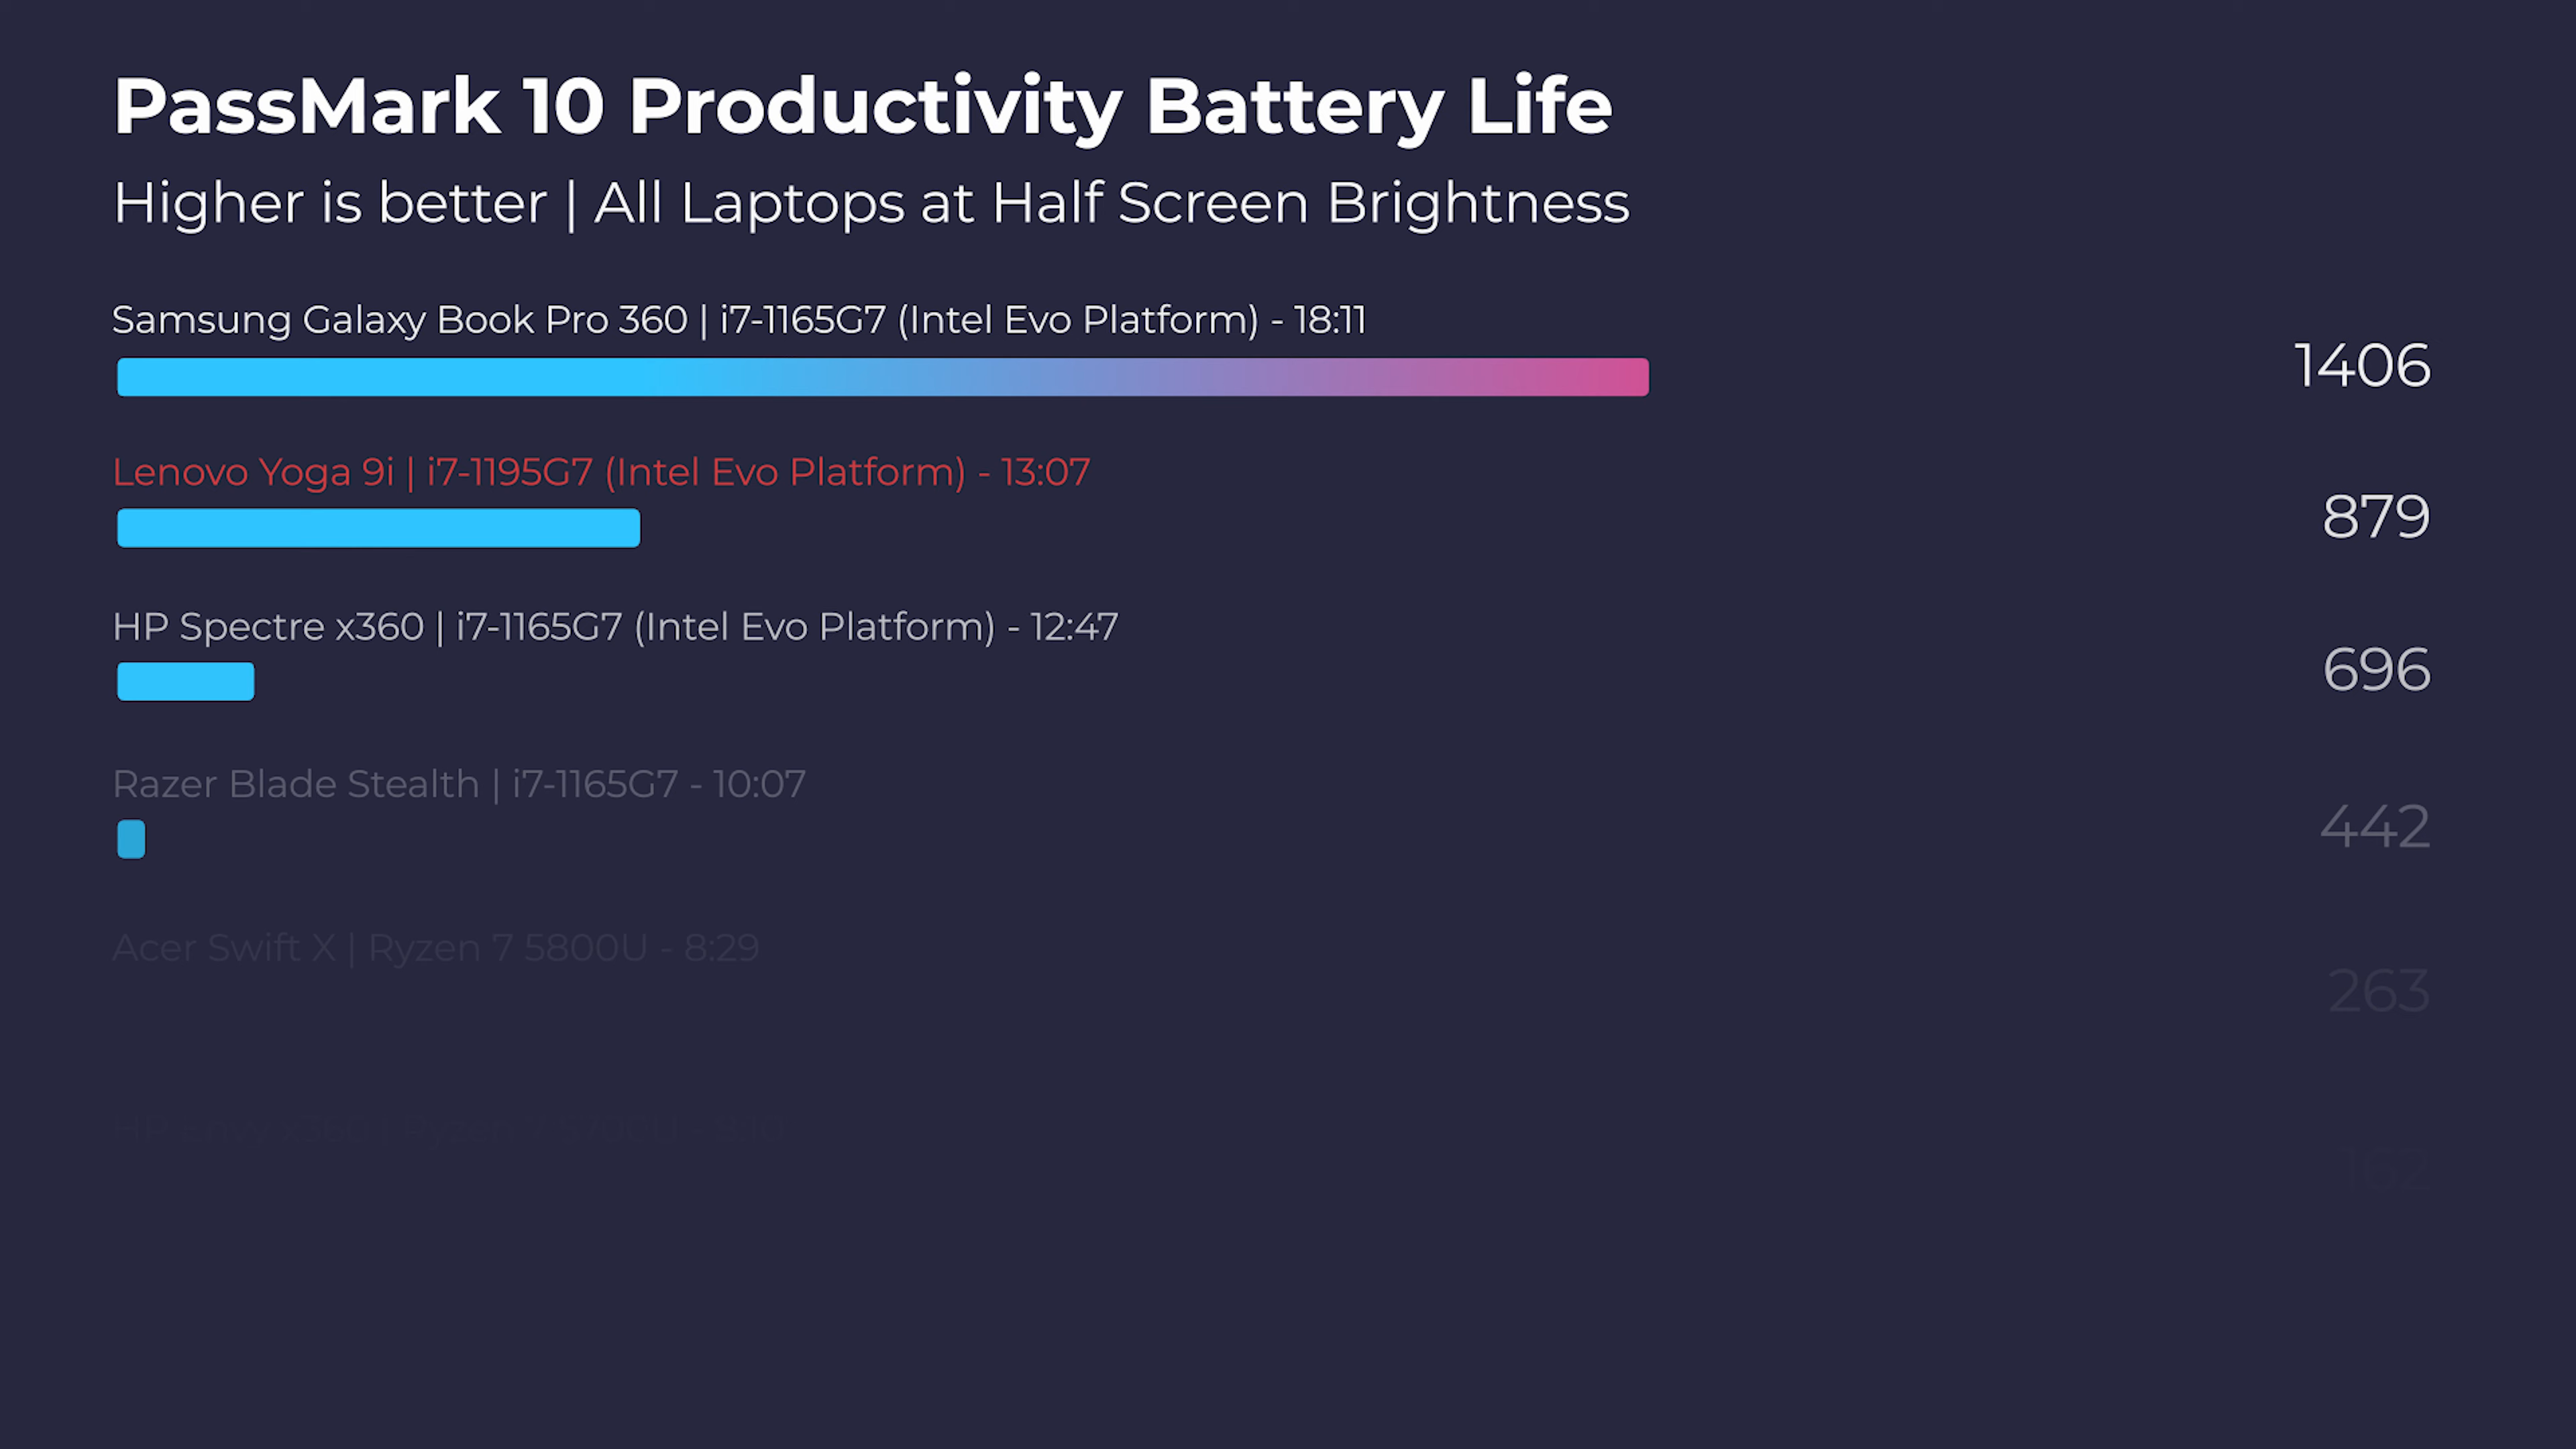 PassMark 10 Productivity Battery Life
Higher is better | All Laptops at Half Screen Brightness
Samsung Galaxy Book Pro 360 | i7-1165G7 (Intel Evo Platform) - 18:11
1406
Lenovo Yoga 9i | i7-1195G7 (Intel Evo Platform) - 13:07
879
HP Spectre x360 | i7-1165G7 (Intel Evo Platform) - 12:47
696
Razer Blade Stealth | i7-1165G7 - 10:07
442
Acer Swift X | Ryzen 7 5800U - 8:29
263
162